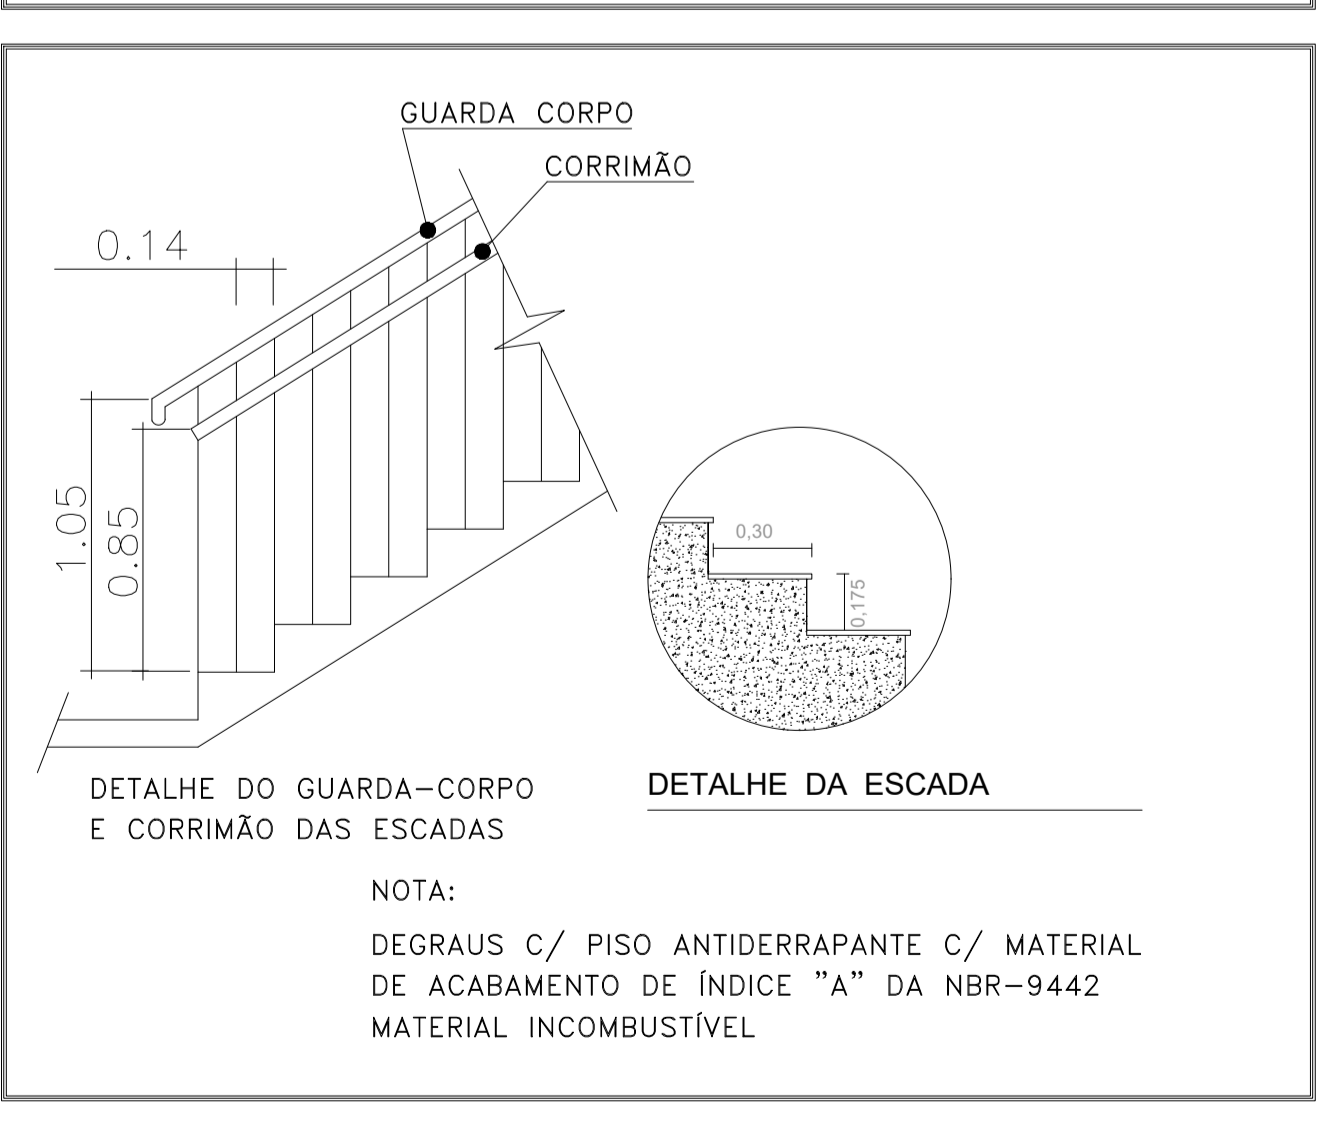 GUARDA CORPO
CORRIMÃO
0.14
1.05
0.85
0,30
0,175
DETALHE DO GUARDA-CORPO
E CORRIMÃO DAS ESCADAS
DETALHE DA ESCADA
NOTA:
DEGRAUS C/ PISO ANTIDERRAPANTE C/ MATERIAL
DE ACABAMENTO DE ÍNDICE "A" DA NBR-9442
MATERIAL INCOMBUSTÍVEL